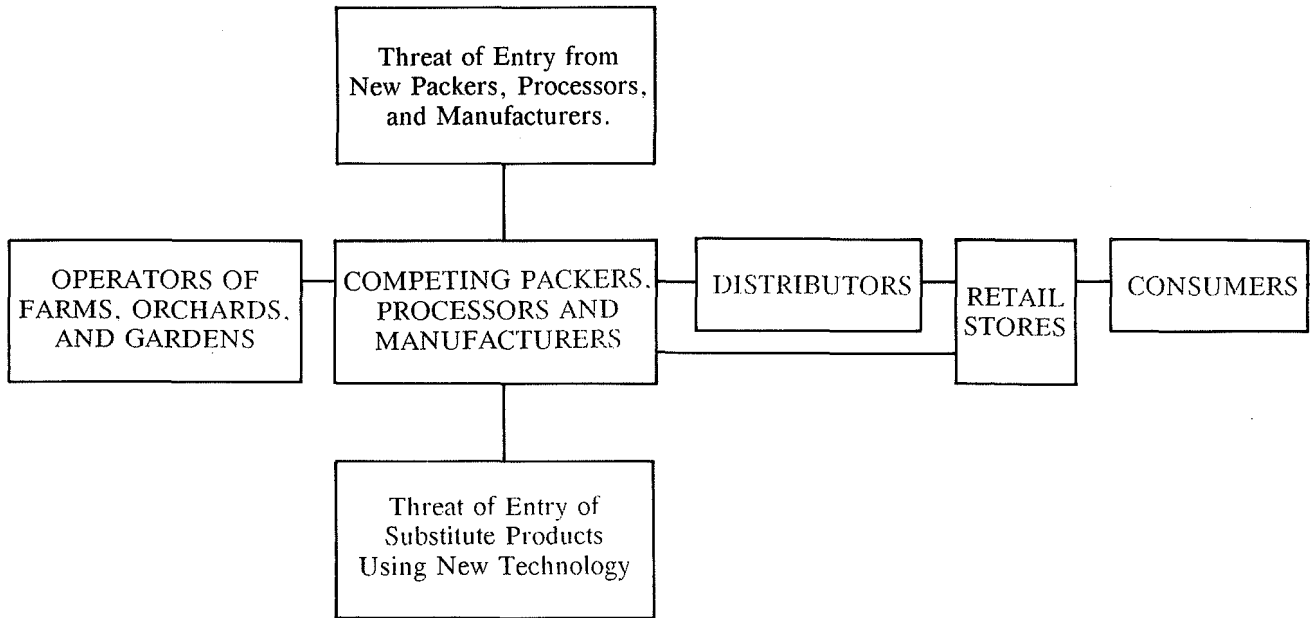 Threat of Entry from
New Packers, Processors,
and Manufacturers.
OPERATORS OF
FARMS, ORCHARDS,
AND GARDENS
COMPETING PACKERS,
PROCESSORS AND
MANUFACTURERS
DISTRIBUTORS
RETAIL
STORES
CONSUMERS
Threat of Entry of
Substitute Products
Using New Technology